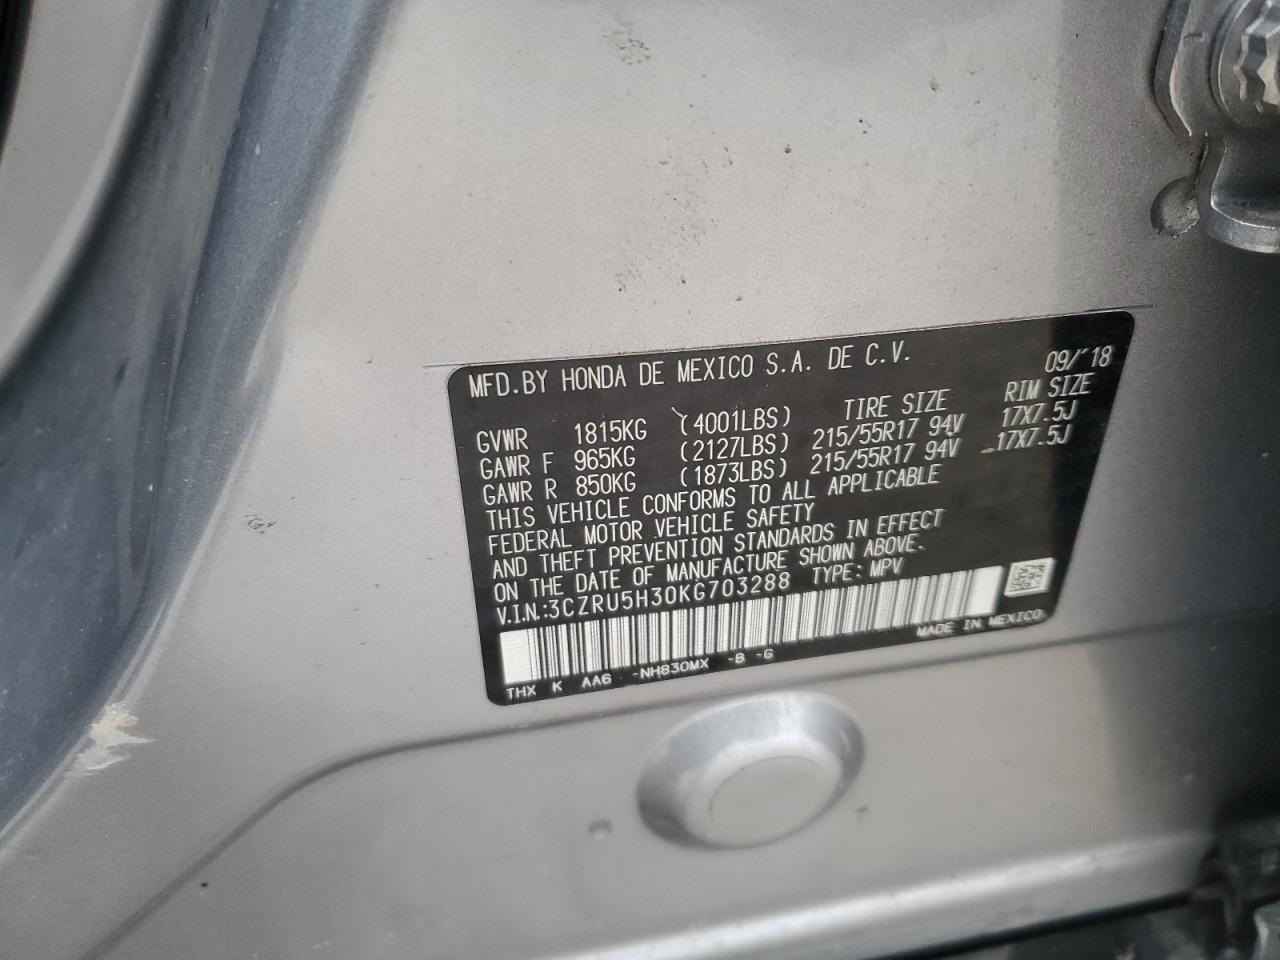 MFD.BY HONDA DE MEXICO S.A. DE C.V. 09/'18
GVWR 1815KG (4001LBS) TIRE SIZE RIM SIZE
GAWR F 965KG (2127LBS) 215/55R17 94V 17X7.5J
GAWR R 850KG (1873LBS) 215/55R17 94V 17X7.5J
THIS VEHICLE CONFORMS TO ALL APPLICABLE
FEDERAL MOTOR VEHICLE SAFETY
AND THEFT PREVENTION STANDARDS IN EFFECT
ON THE DATE OF MANUFACTURE SHOWN ABOVE.
V.I.N.:3CZRU5H30KG703288 TYPE: MPV
MADE IN MEXICO
THX K AA6 -NH830MX -B -G